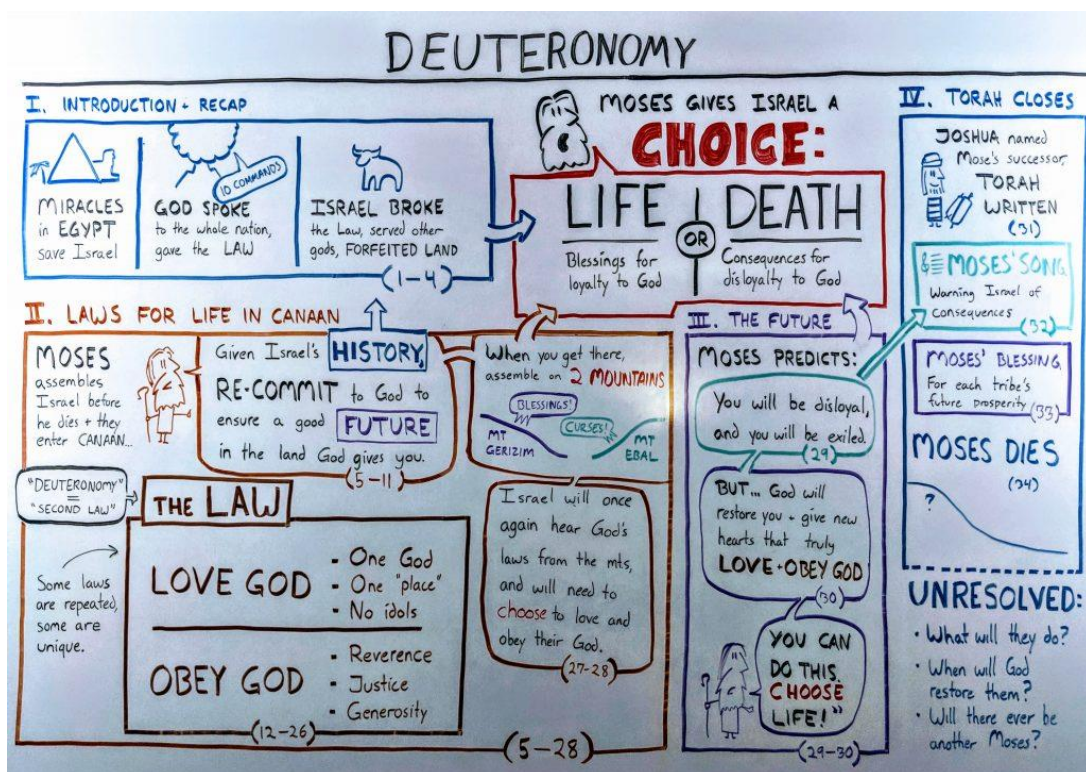 DEUTERONOMY
I. INTRODUCTION + RECAP
MIRACLES
in EGYPT
save Israel
10 COMMANDS
GOD SPOKE
to the whole nation,
gave the LAW
ISRAEL BROKE
the Law, served other
gods, FORFEITED LAND
(1-4)
MOSES GIVES ISRAEL A
CHOICE:
LIFE
Blessings for
loyalty to God
OR
DEATH
Consequences for
disloyalty to God
II. LAWS FOR LIFE IN CANAAN
MOSES
assembles
Israel before
he dies + they
enter CANAAN...
Given Israel's HISTORY,
RE-COMMIT to God to
ensure a good FUTURE
in the land God gives you.
(5-11)
When you get there,
assemble on 2 MOUNTAINS
BLESSINGS!
MT
GERIZIM
CURSES!
MT
EBAL
Israel will once
again hear God's
laws from the mts,
and will need to
choose to love and
obey their God.
(27-28)
"DEUTERONOMY"
=
"SECOND LAW"
Some laws
are repeated,
some are
unique.
THE LAW
LOVE GOD
- One God
- One "place"
- No idols
OBEY GOD
- Reverence
- Justice
- Generosity
(12-26)
(5-28)
III. THE FUTURE
MOSES PREDICTS:
You will be disloyal,
and you will be exiled.
(29)
BUT... God will
restore you + give new
hearts that truly
LOVE + OBEY GOD
(30)
YOU CAN
DO THIS.
CHOOSE
LIFE!"
(29-30)
IV. TORAH CLOSES
JOSHUA named
Mose's successor,
TORAH
WRITTEN
(31)
MOSES' SONG
Warning Israel of
consequences
(32)
MOSES' BLESSING
For each tribe's
future prosperity
(33)
MOSES DIES
(34)
?
UNRESOLVED:
• What will they do?
• When will God
restore them?
• Will there ever be
another Moses?